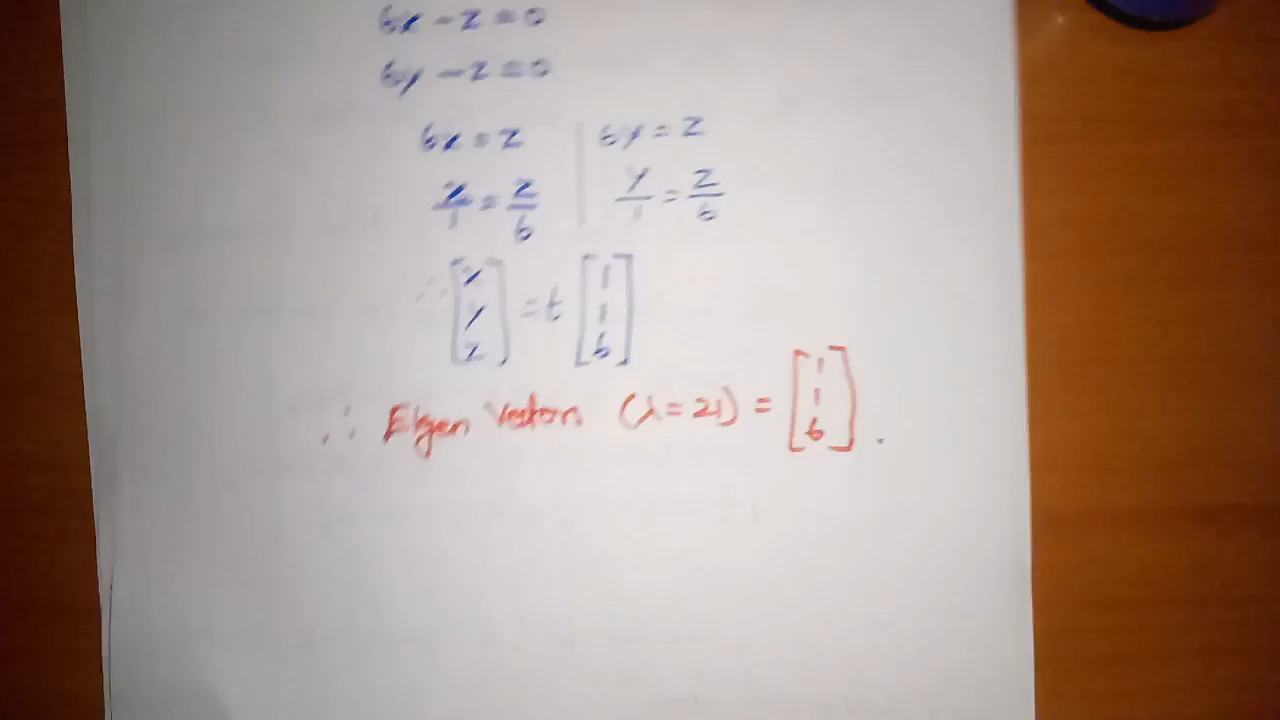 6x - z = 0
6y - z = 0
6x = z | 6y = z
x/1 = z/6 | y/1 = z/6
∴ [x y z] = t [1 1 6]
∴ Eigen Vectors (λ = 21) = [1 1 6].